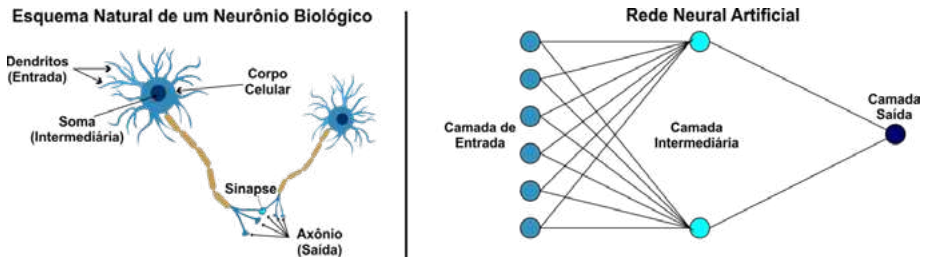 Esquema Natural de um Neurônio Biológico
Dendritos
(Entrada)
Corpo
Celular
Soma
(Intermediária)
Sinapse
Axônio
(Saída)
Rede Neural Artificial
Camada de
Entrada
Camada
Intermediária
Camada
Saída